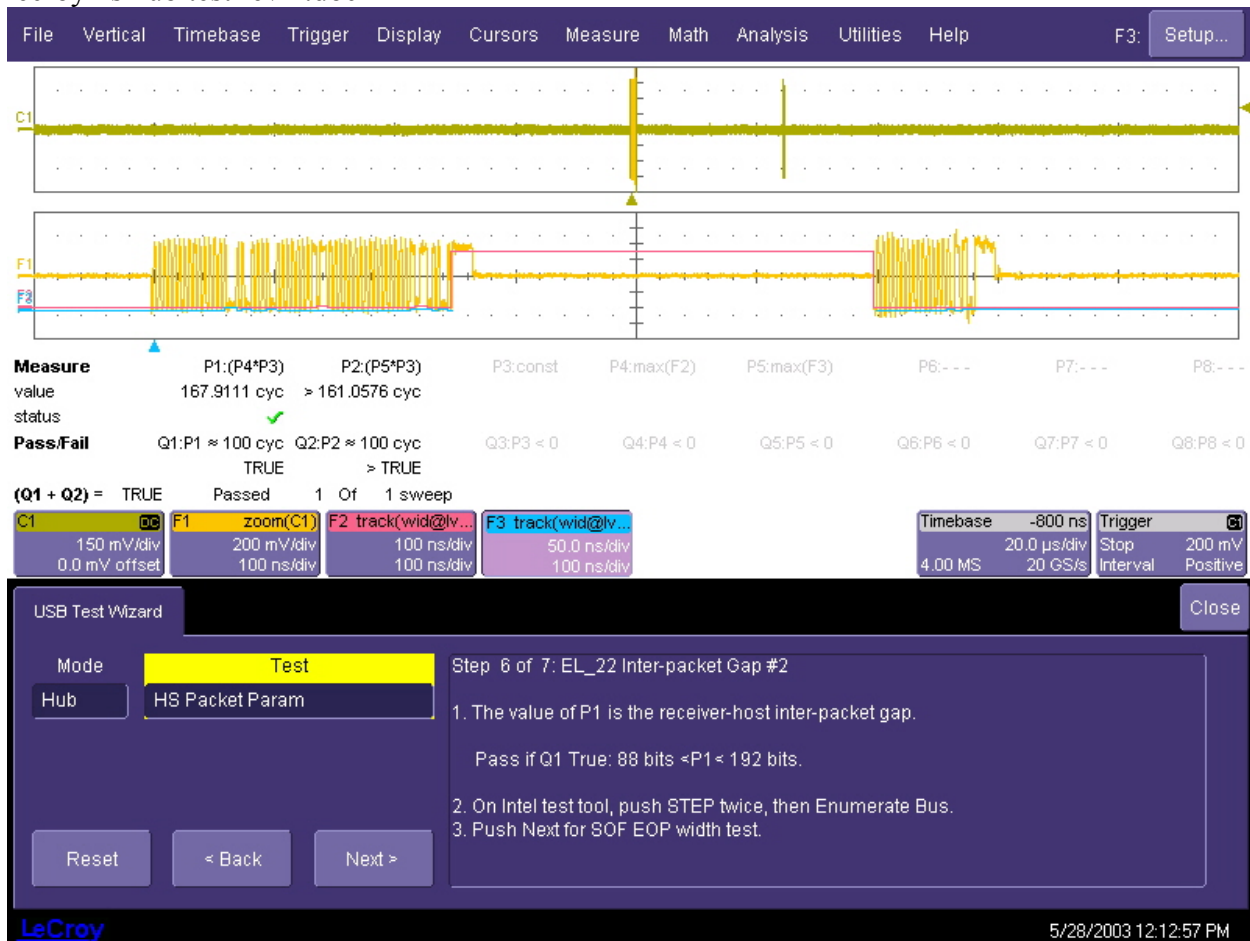 File Vertical Timebase Trigger Display Cursors Measure Math Analysis Utilities Help F3: Setup...
C1
F1
Measure P1:(P4*P3) P2:(P5*P3) P3:const P4:max(F2) P5:max(F3) P6:- - - P7:- - - P8:- - -
value 167.9111 cyc > 161.0576 cyc
status
Pass/Fail Q1:P1 ≈ 100 cyc Q2:P2 ≈ 100 cyc Q3:P3 < 0 Q4:P4 < 0 Q5:P5 < 0 Q6:P6 < 0 Q7:P7 < 0 Q8:P8 < 0
TRUE > TRUE
(Q1 + Q2) = TRUE Passed 1 Of 1 sweep
C1 DC F1 zoom(C1) F2 track(wid@lv... F3 track(wid@lv... Timebase -800 ns Trigger C1
150 mV/div 200 mV/div 100 ns/div 50.0 ns/div 20.0 µs/div Stop 200 mV
0.0 mV offset 100 ns/div 100 ns/div 100 ns/div 4.00 MS 20 GS/s Interval Positive
USB Test Wizard Close
Mode Test
Hub HS Packet Param
Step 6 of 7: EL_22 Inter-packet Gap #2
1. The value of P1 is the receiver-host inter-packet gap.
Pass if Q1 True: 88 bits <P1< 192 bits.
2. On Intel test tool, push STEP twice, then Enumerate Bus.
3. Push Next for SOF EOP width test.
Reset < Back Next >
LeCroy 5/28/2003 12:12:57 PM